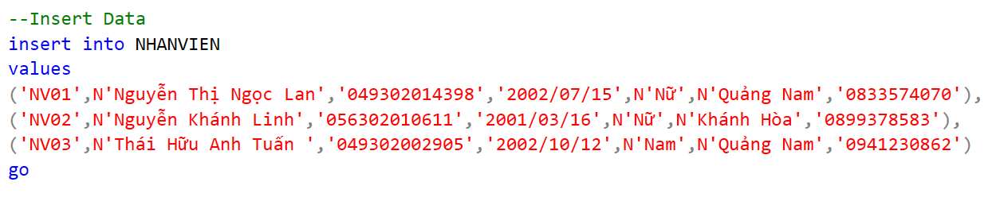 --Insert Data
insert into NHANVIEN
values
('NV01',N'Nguyễn Thị Ngọc Lan','049302014398','2002/07/15',N'Nữ',N'Quảng Nam','0833574070'),
('NV02',N'Nguyễn Khánh Linh','056302010611','2001/03/16',N'Nữ',N'Khánh Hòa','0899378583'),
('NV03',N'Thái Hữu Anh Tuấn ','049302002905','2002/10/12',N'Nam',N'Quảng Nam','0941230862')
go